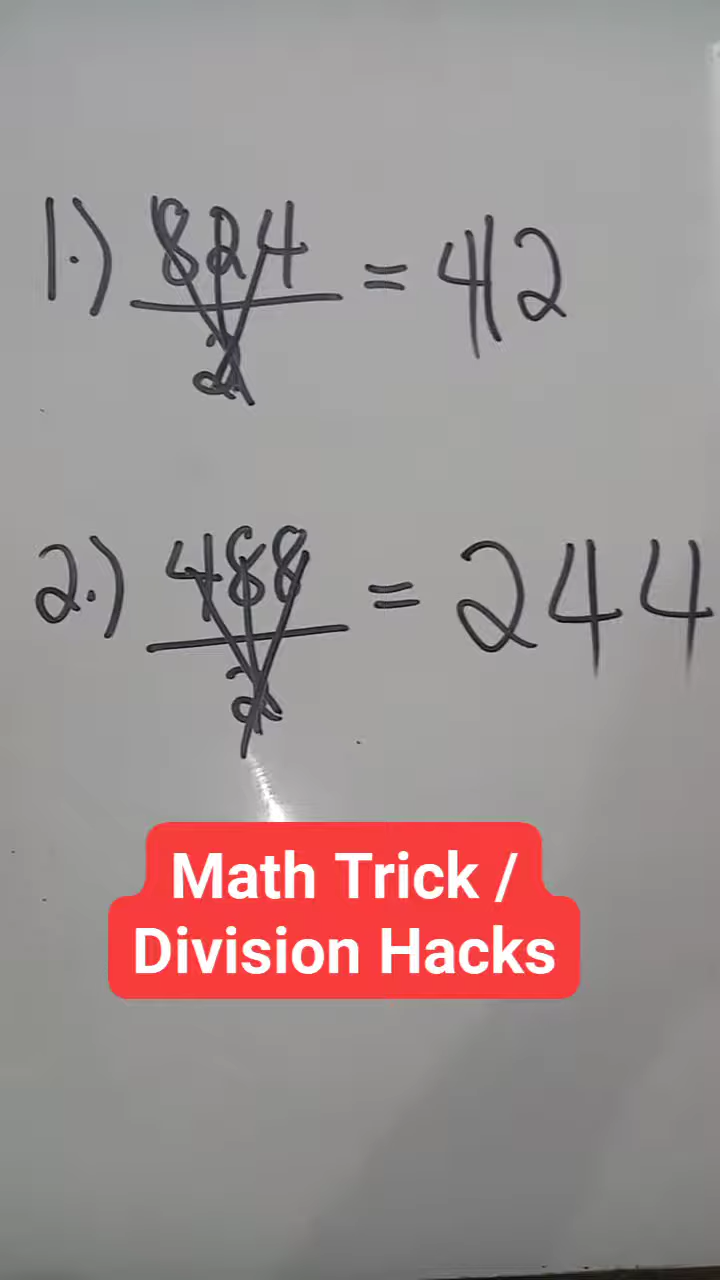 1.) 824/2 = 412
2.) 488/2 = 244
Math Trick /
Division Hacks